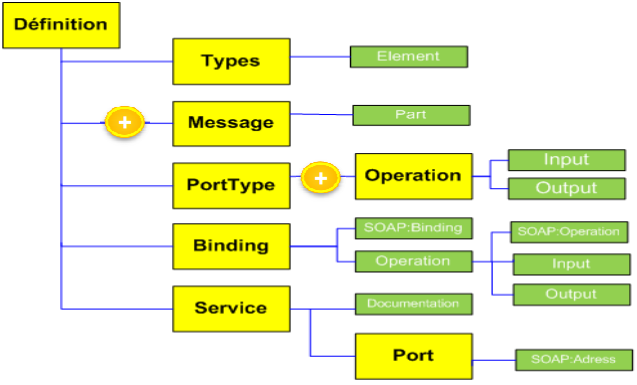 Définition
Types
Element
+
Message
Part
PortType
+
Operation
Input
Output
Binding
SOAP:Binding
Operation
SOAP:Operation
Input
Output
Service
Documentation
Port
SOAP:Adress